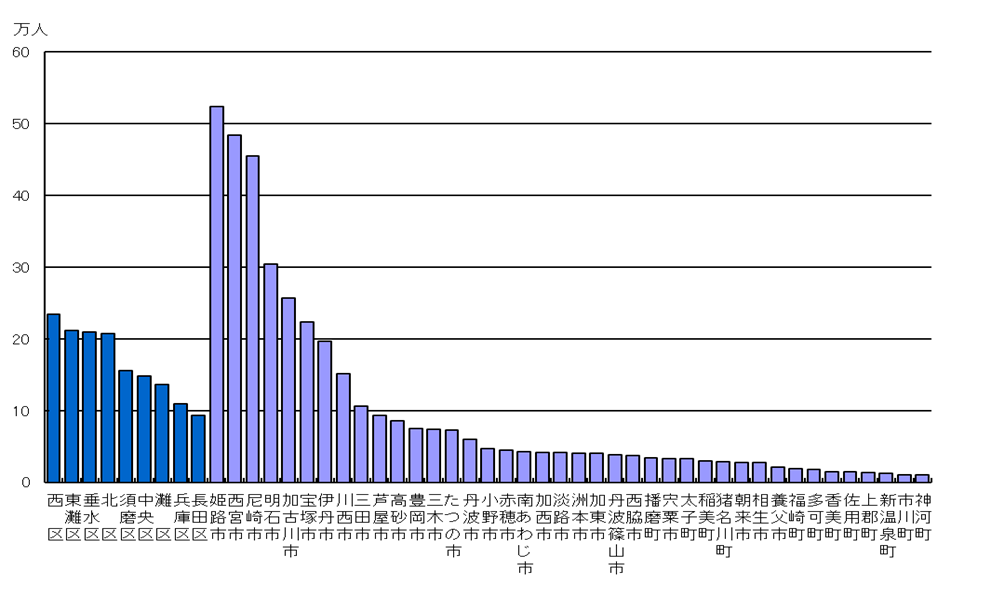 万人
60
50
40
30
20
10
0
西区
東灘区
垂水区
北区
須磨区
中央区
灘区
兵庫区
長田区
姫路市
西宮市
尼崎市
明石市
加古川市
宝塚市
伊丹市
川西市
三田市
芦屋市
高砂市
豊岡市
三木市
たつの市
丹波市
小野市
赤穂市
南あわじ市
加西市
淡路市
洲本市
加東市
丹波篠山市
西脇市
播磨町
宍粟市
太子町
稲美町
猪名川町
朝来市
相生市
養父市
福崎町
多可町
香美町
佐用町
上郡町
新温泉町
市川町
神河町